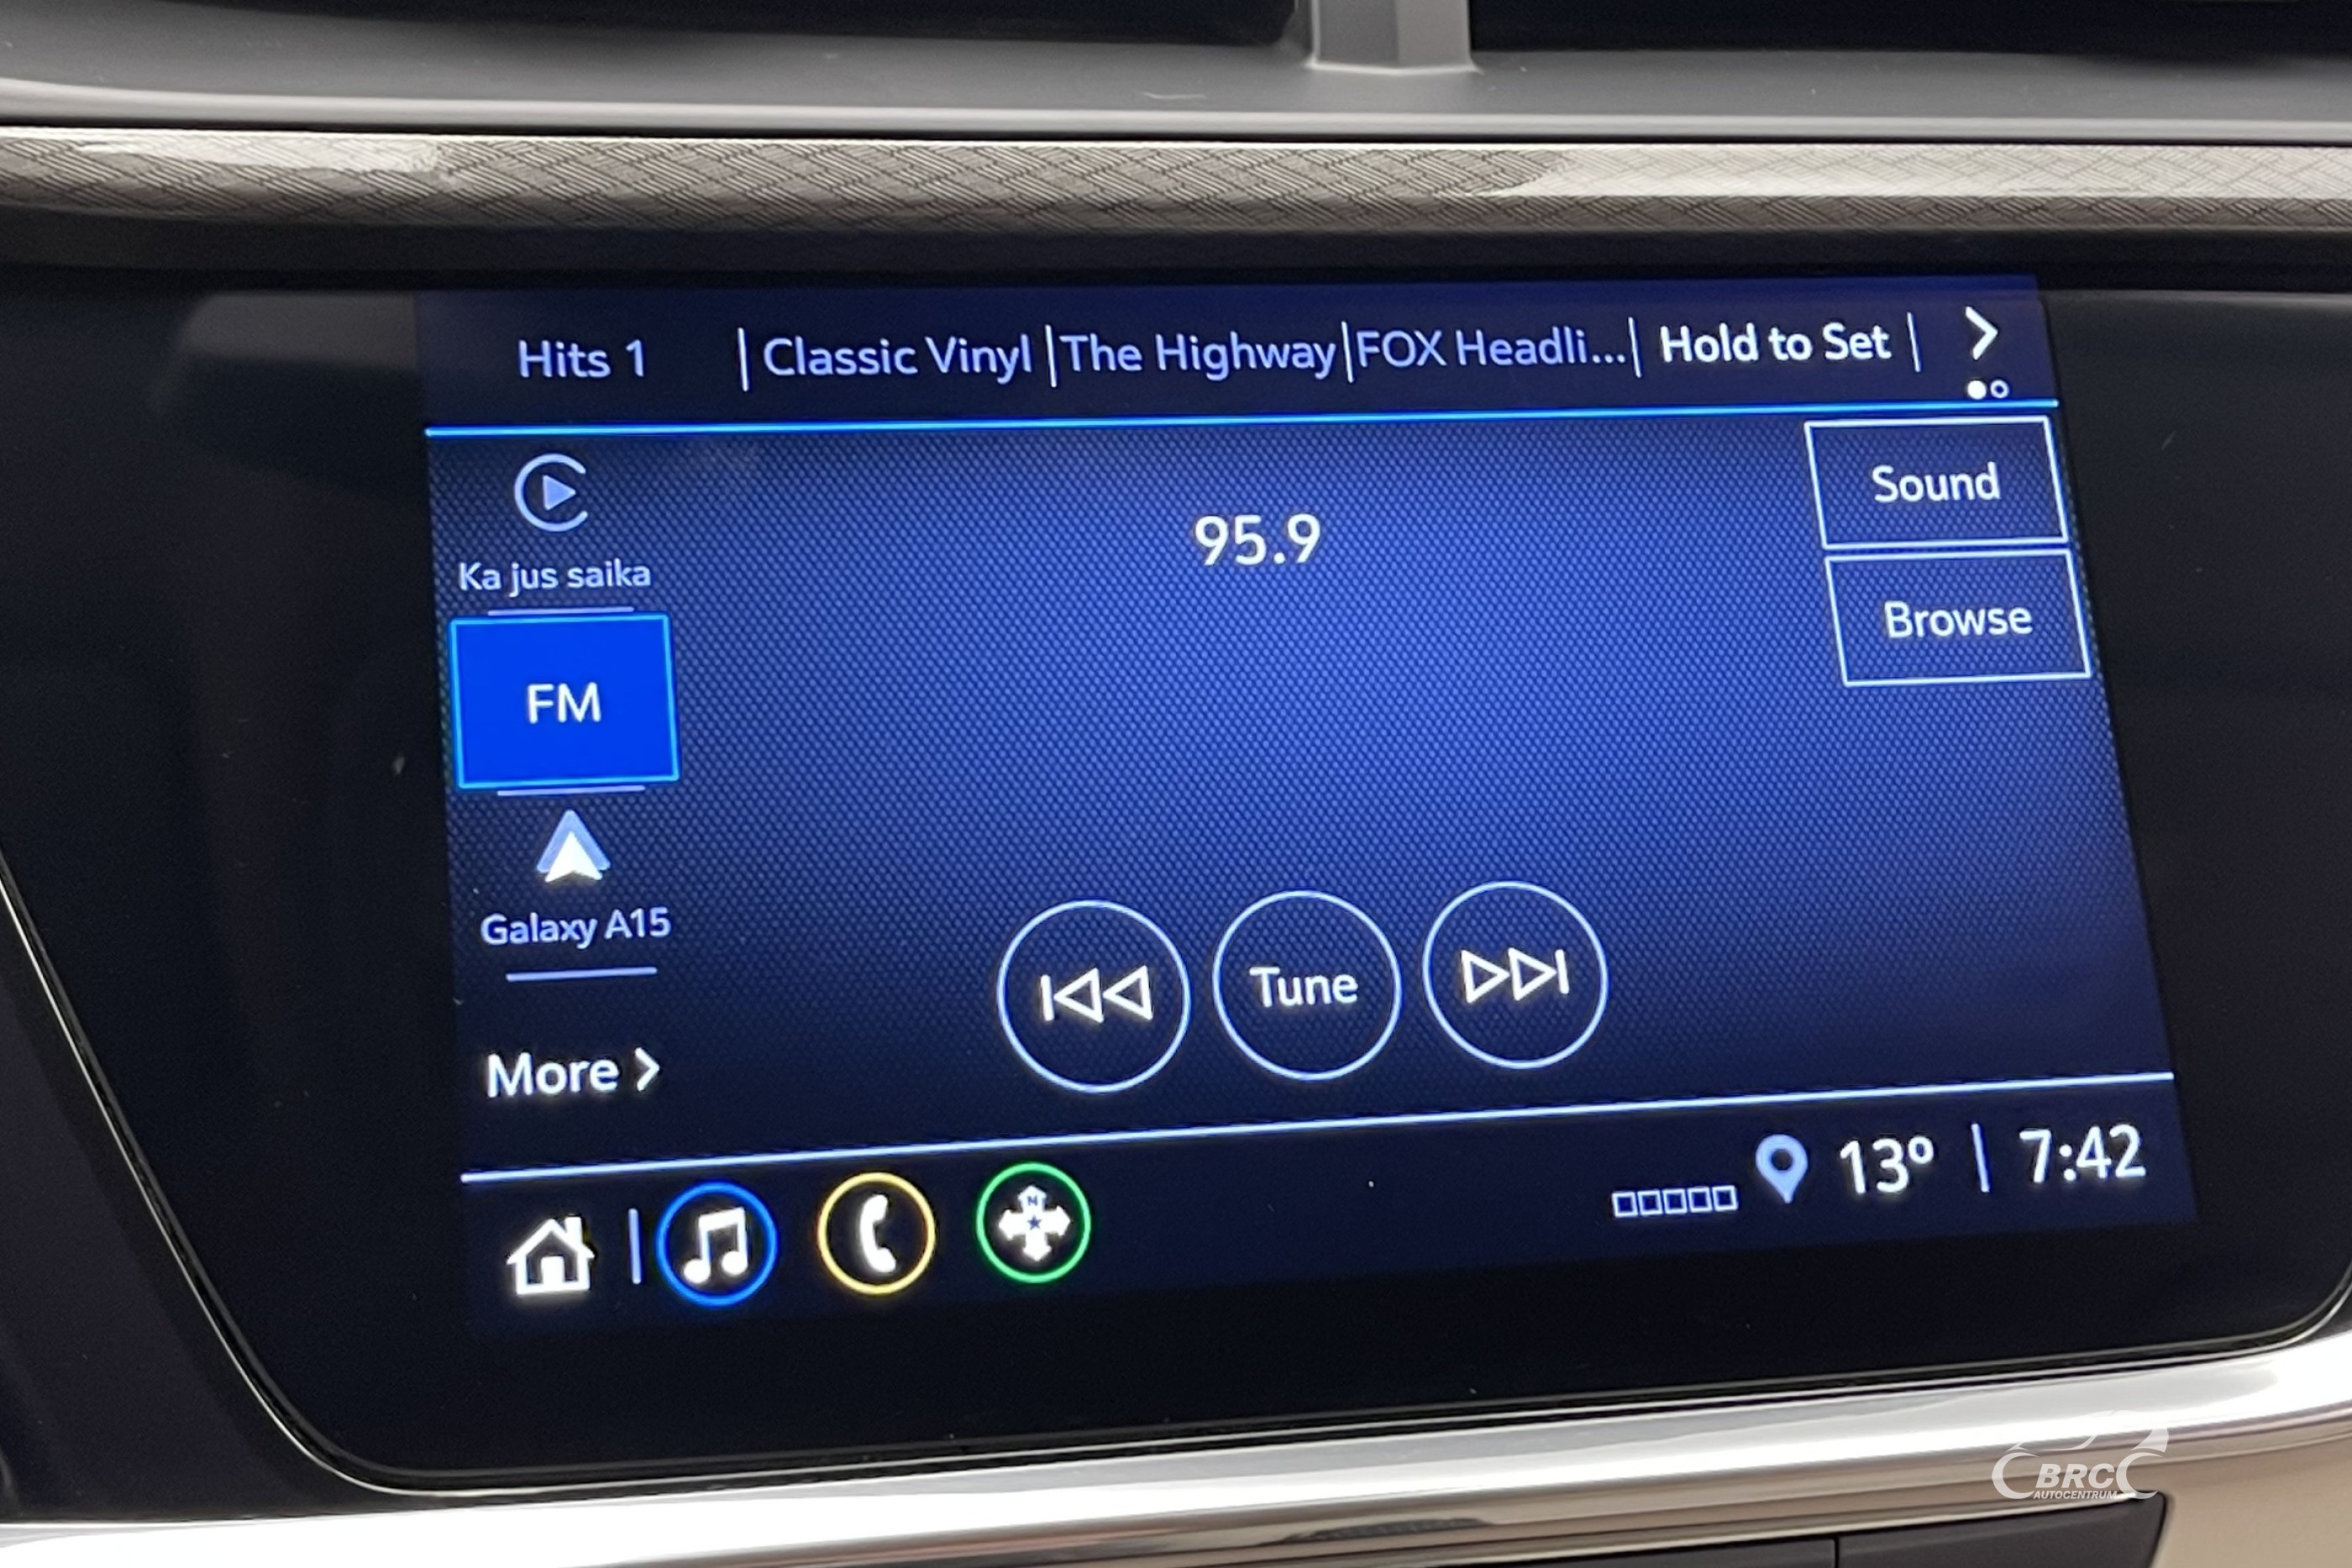 Hits 1 | Classic Vinyl | The Highway | FOX Headli... | Hold to Set |
Sound
95.9
Ka jus saika
Browse
FM
Galaxy A15
Tune
More
13° | 7:42
N
BRC
AUTOCENTRUM